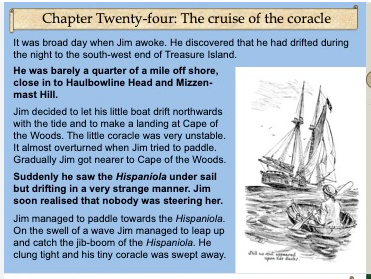 Chapter Twenty-four: The cruise of the coracle
It was broad day when Jim awoke. He discovered that he had drifted during
the night to the south-west end of Treasure Island.
He was barely a quarter of a mile off shore,
close in to Haulbowline Head and Mizzen-
mast Hill.
Jim decided to let his little boat drift northwards
with the tide and to make a landing at Cape of
the Woods. The little coracle was very unstable.
It almost overturned when Jim tried to paddle.
Gradually Jim got nearer to Cape of the Woods.
Suddenly he saw the Hispaniola under sail
but drifting in a very strange manner. Jim
soon realised that nobody was steering her.
Jim managed to paddle towards the Hispaniola.
On the swell of a wave Jim managed to leap up
and catch the jib-boom of the Hispaniola. He
clung tight and his tiny coracle was swept away.